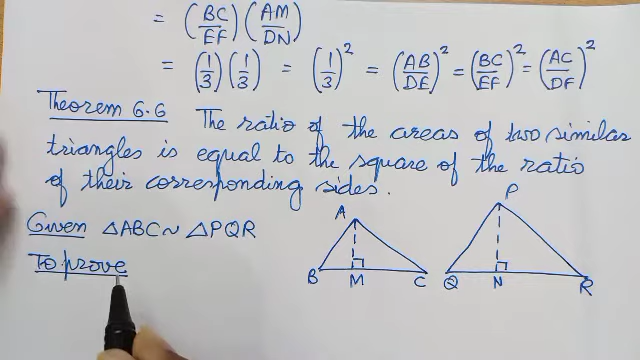 = (BC/EF) (AM/DN)
= (1/3) (1/3) = (1/3)² = (AB/DE)² = (BC/EF)² = (AC/DF)²
Theorem 6.6 The ratio of the areas of two similar
triangles is equal to the square of the ratio
of their corresponding sides.
Given △ABC ~ △PQR
To prove
A
B M C
P
Q N R